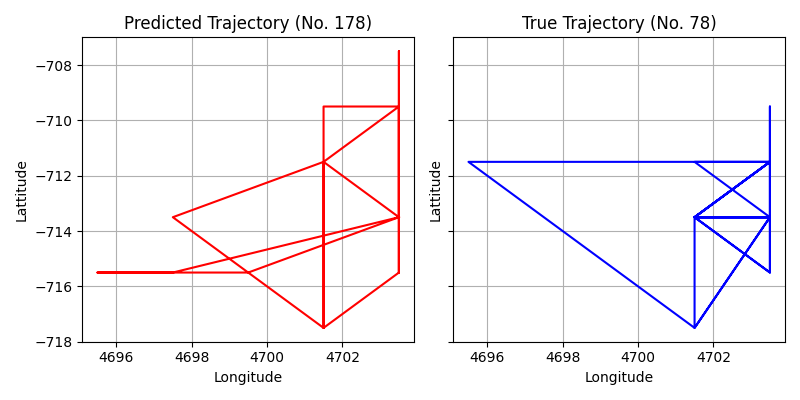 Predicted Trajectory (No. 178)
True Trajectory (No. 78)
−708
−710
−712
−714
−716
−718
Lattitude
Lattitude
4696
4698
4700
4702
4696
4698
4700
4702
Longitude
Longitude